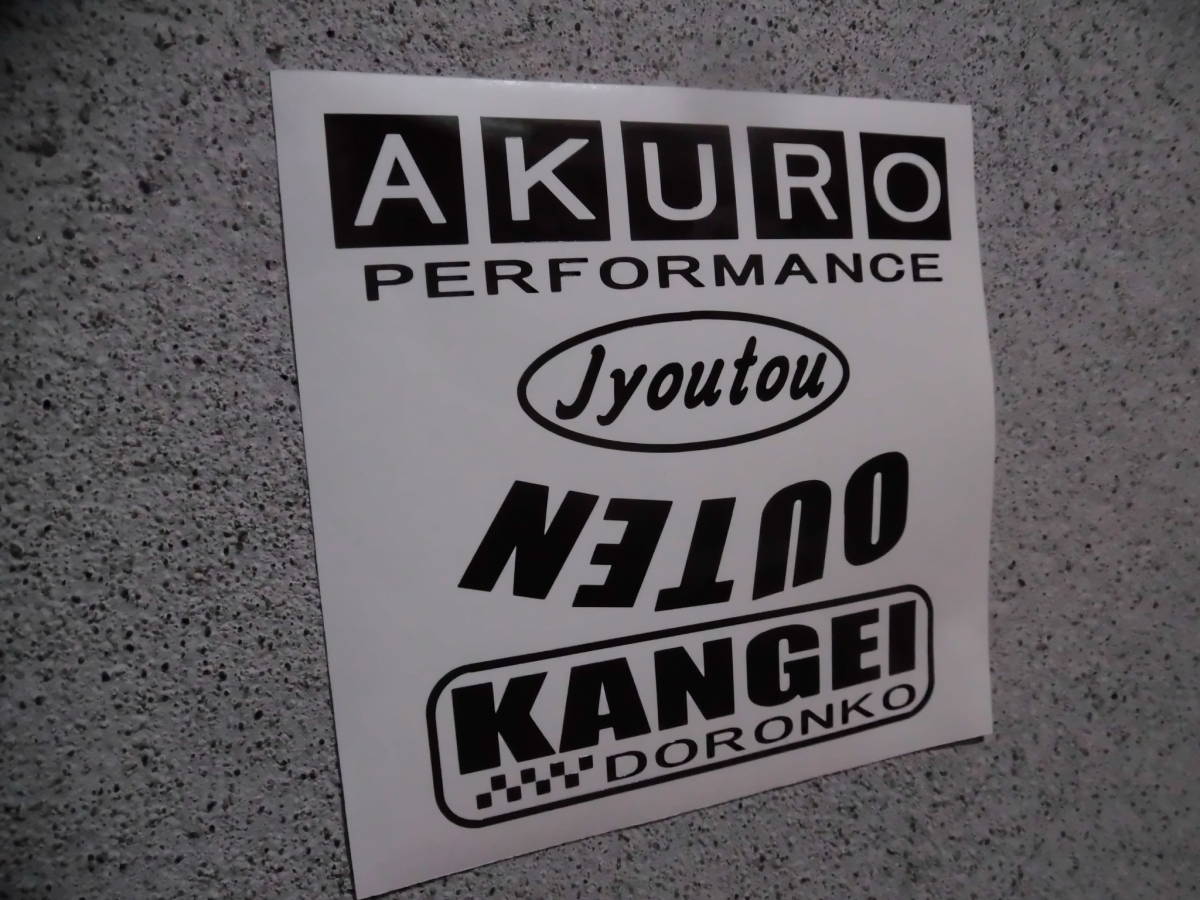 AKURO
PERFORMANCE
Jyoutou
OUTEN
KANGEI
DORONKO